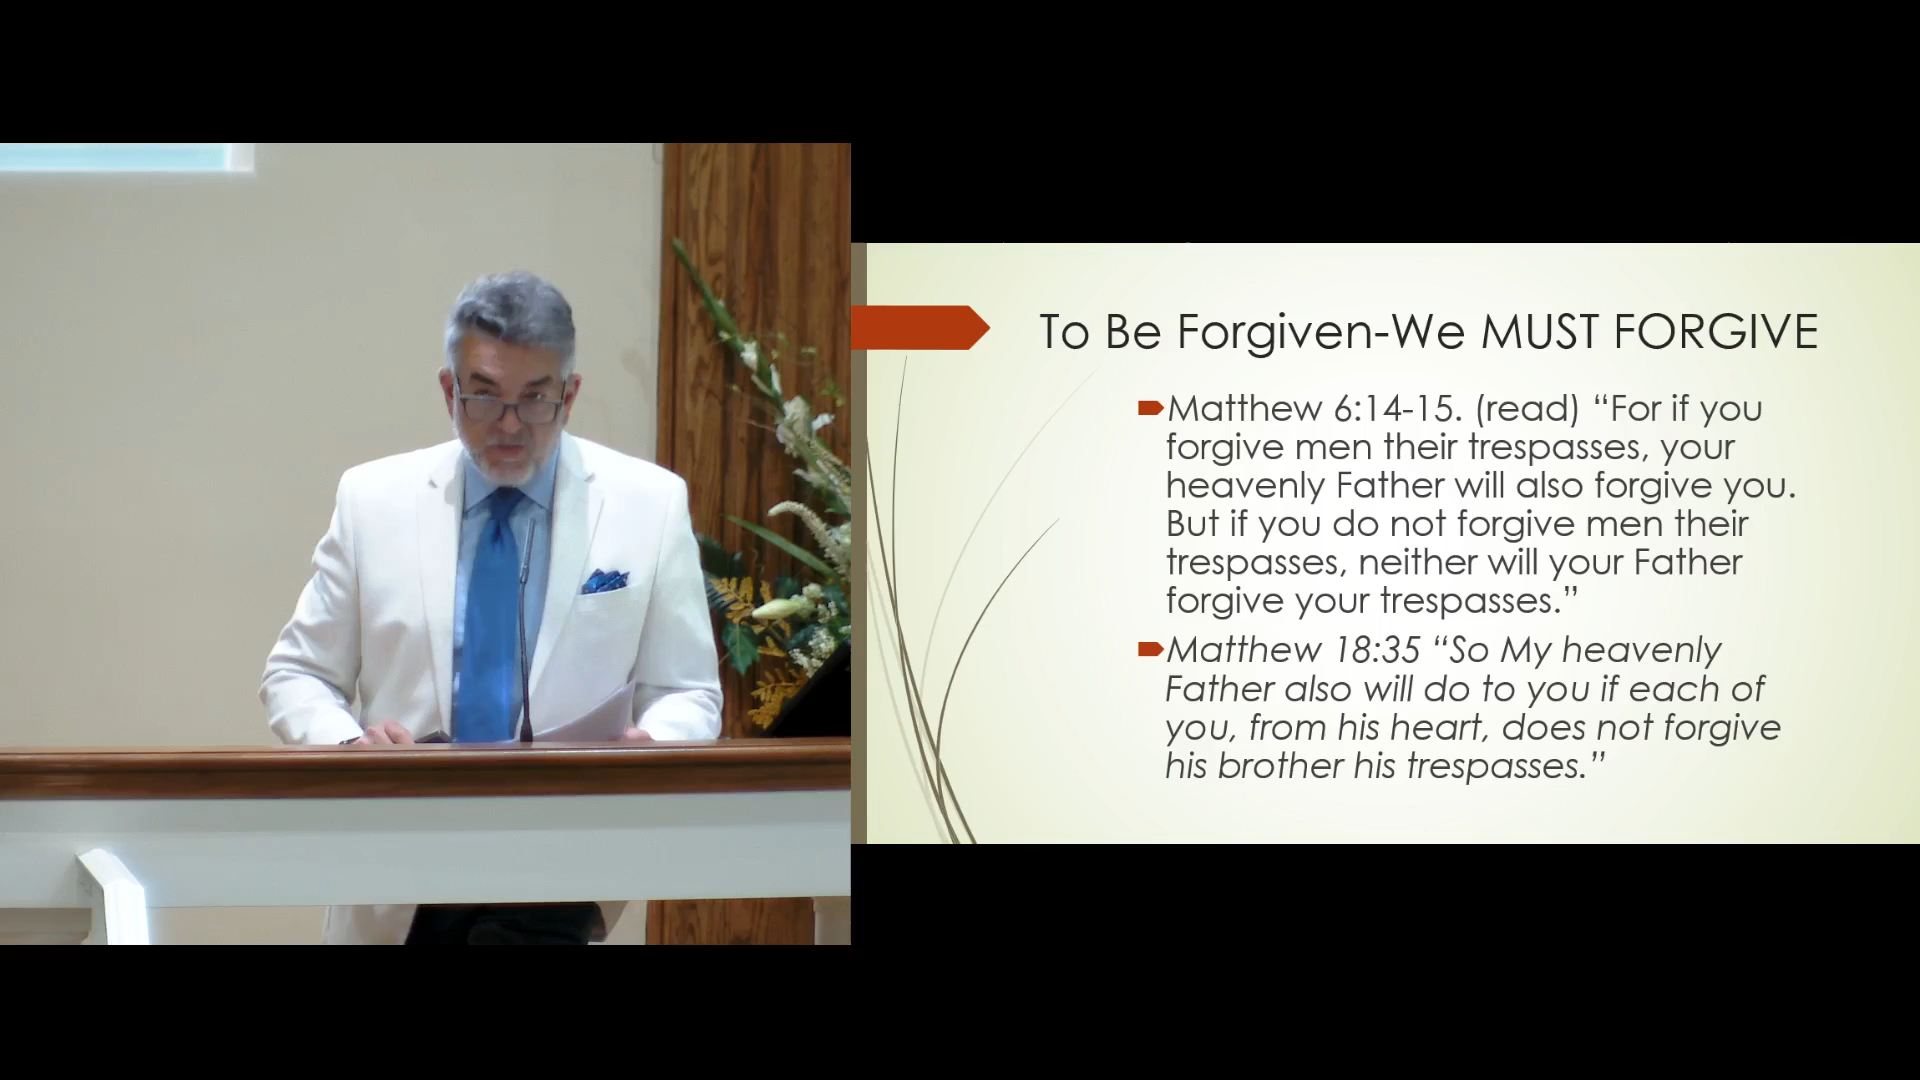 To Be Forgiven-We MUST FORGIVE
Matthew 6:14-15. (read) “For if you
forgive men their trespasses, your
heavenly Father will also forgive you.
But if you do not forgive men their
trespasses, neither will your Father
forgive your trespasses.”
Matthew 18:35 “So My heavenly
Father also will do to you if each of
you, from his heart, does not forgive
his brother his trespasses.”